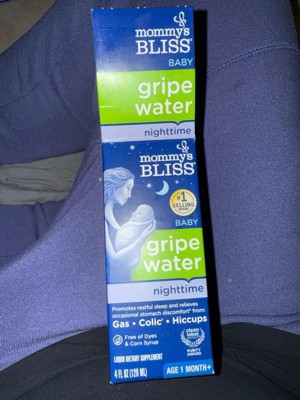 mommy's
BLISS®
BABY
gripe
water
nighttime
mommy's
BLISS®
#1
SELLING
BABY
gripe
water
nighttime
Promotes restful sleep and relieves
occasional stomach discomfort* from:
Gas • Colic* • Hiccups
Free of Dyes
& Corn Syrup
clean
label
PURITY
AWARD
LIQUID DIETARY SUPPLEMENT
4 FL OZ (120 mL)
AGE 1 MONTH+